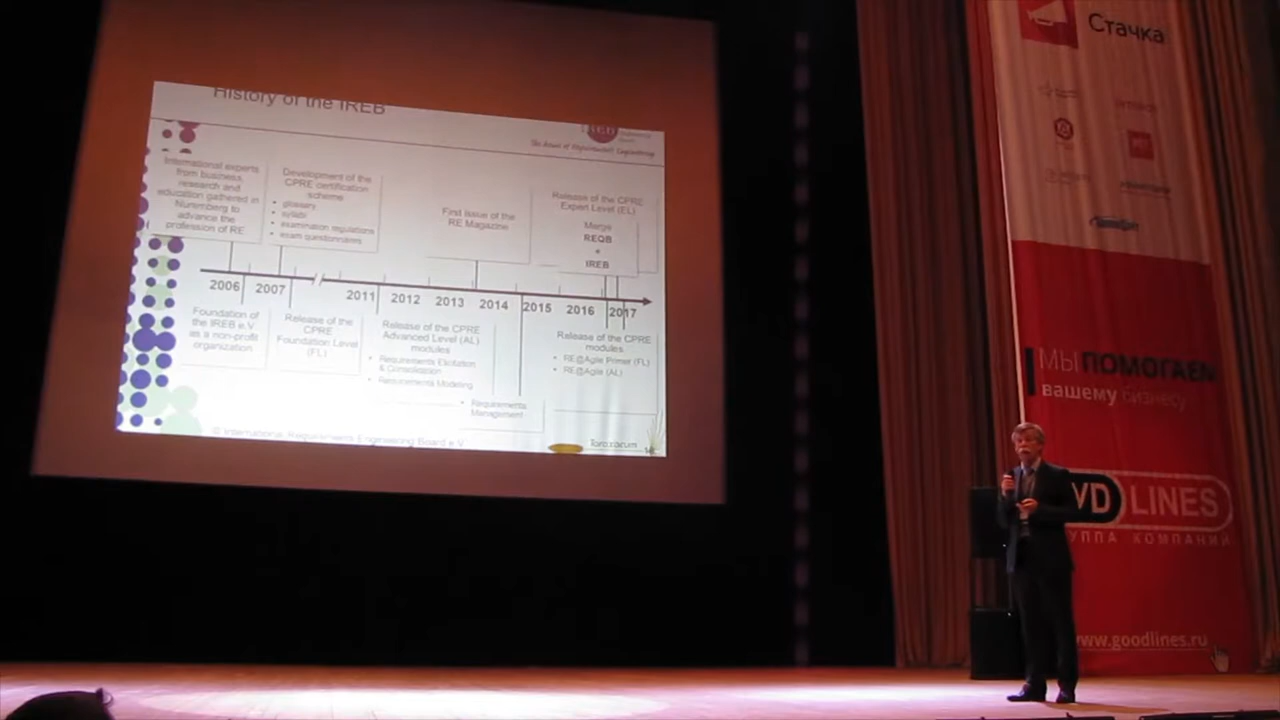 History of the IREB
The home of Requirements Engineering
International experts
from business,
research and
education gathered in
Nuremberg to
advance the
profession of RE
Development of the
CPRE certification
scheme
• glossary
• syllabi
• examination regulations
• exam questionnaires
First issue of the
RE Magazine
Release of the CPRE
Expert Level (EL)
Merge
REQB
+
IREB
2006 2007 2011 2012 2013 2014 2015 2016 2017
Foundation of
the IREB e.V
as a non-profit
organization
Release of the
CPRE
Foundation Level
(FL)
Release of the CPRE
Advanced Level (AL)
modules
• Requirements Elicitation
& Consolidation
• Requirements Modeling
• Requirements
Management
Release of the CPRE
modules
• RE@Agile Primer (FL)
• RE@Agile (AL)
© International Requirements Engineering Board e.V.
Taraxacum
Стачка
МЫ ПОМОГАЕМ
вашему бизнесу
LINES
КОМПАНИЙ
www.goodlines.ru